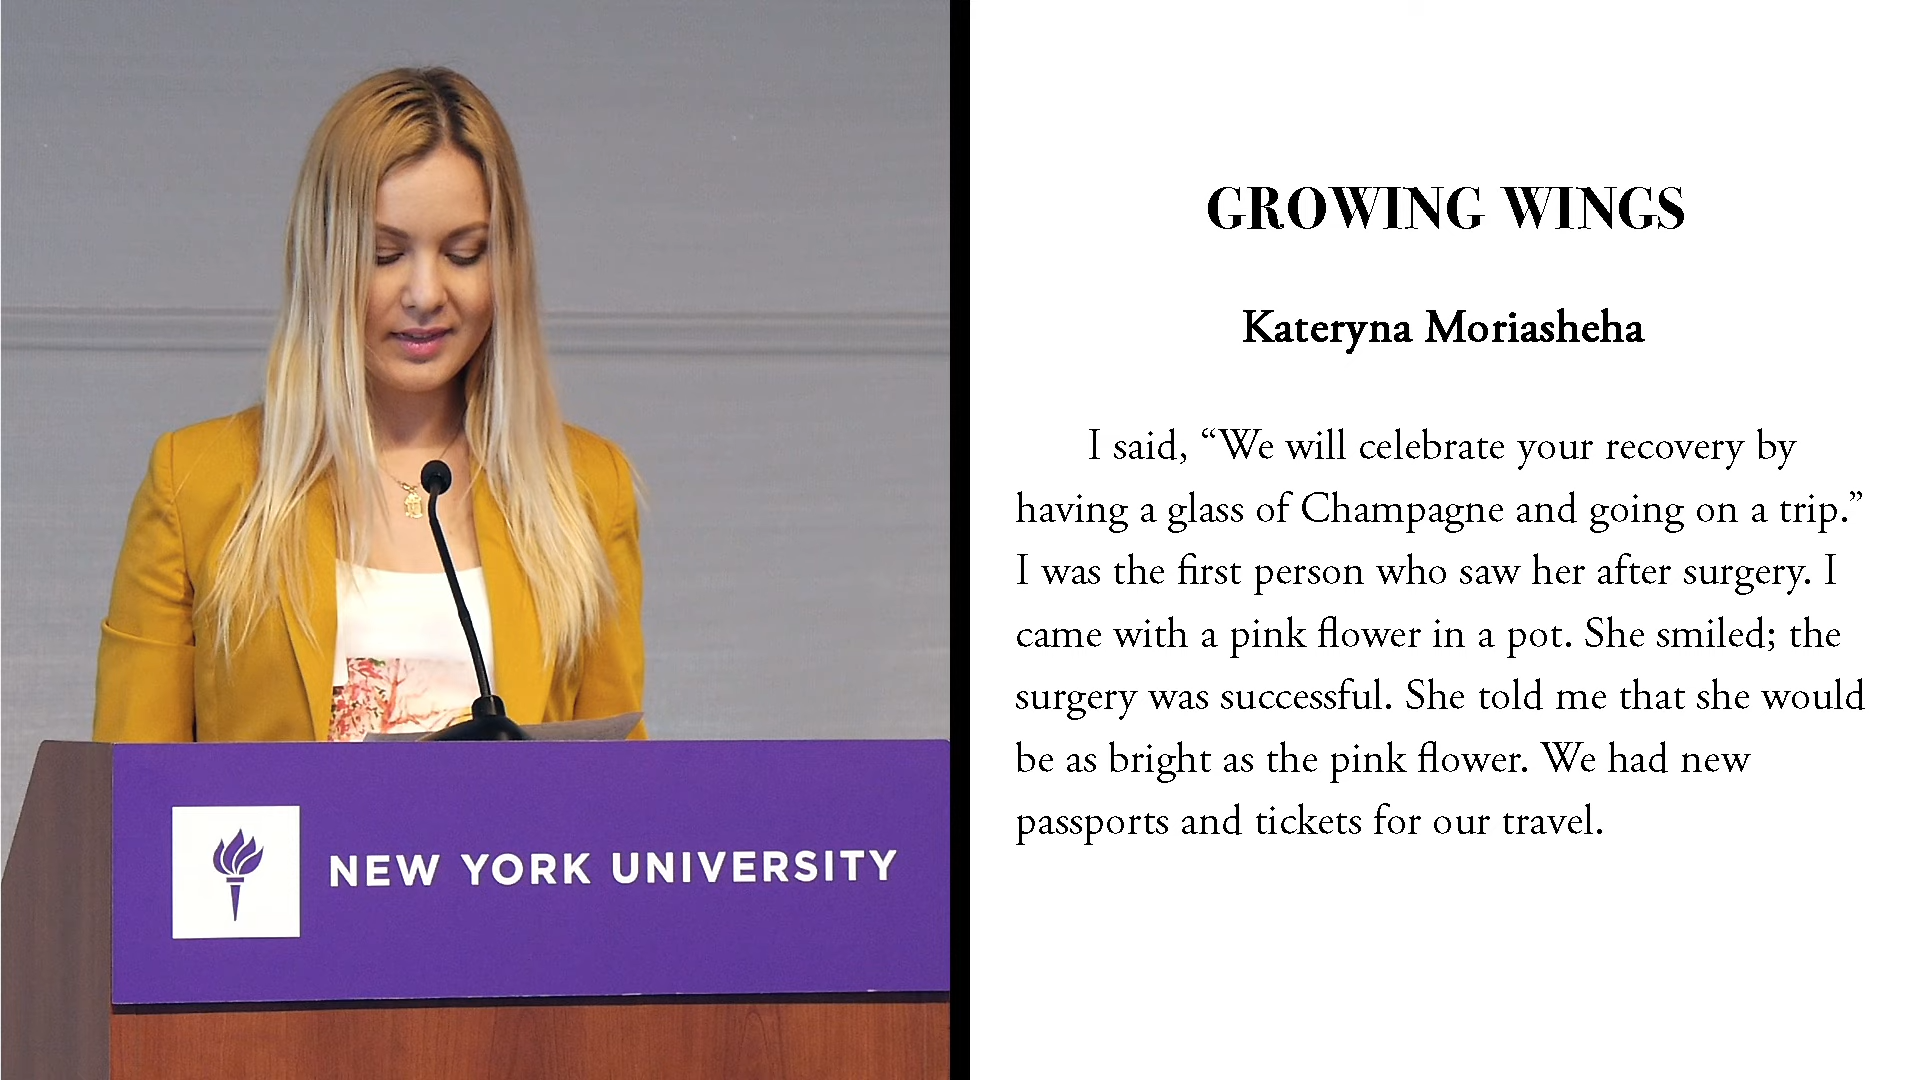 GROWING WINGS
Kateryna Moriasheha
I said, “We will celebrate your recovery by
having a glass of Champagne and going on a trip.”
I was the first person who saw her after surgery. I
came with a pink flower in a pot. She smiled; the
surgery was successful. She told me that she would
be as bright as the pink flower. We had new
passports and tickets for our travel.
NEW YORK UNIVERSITY